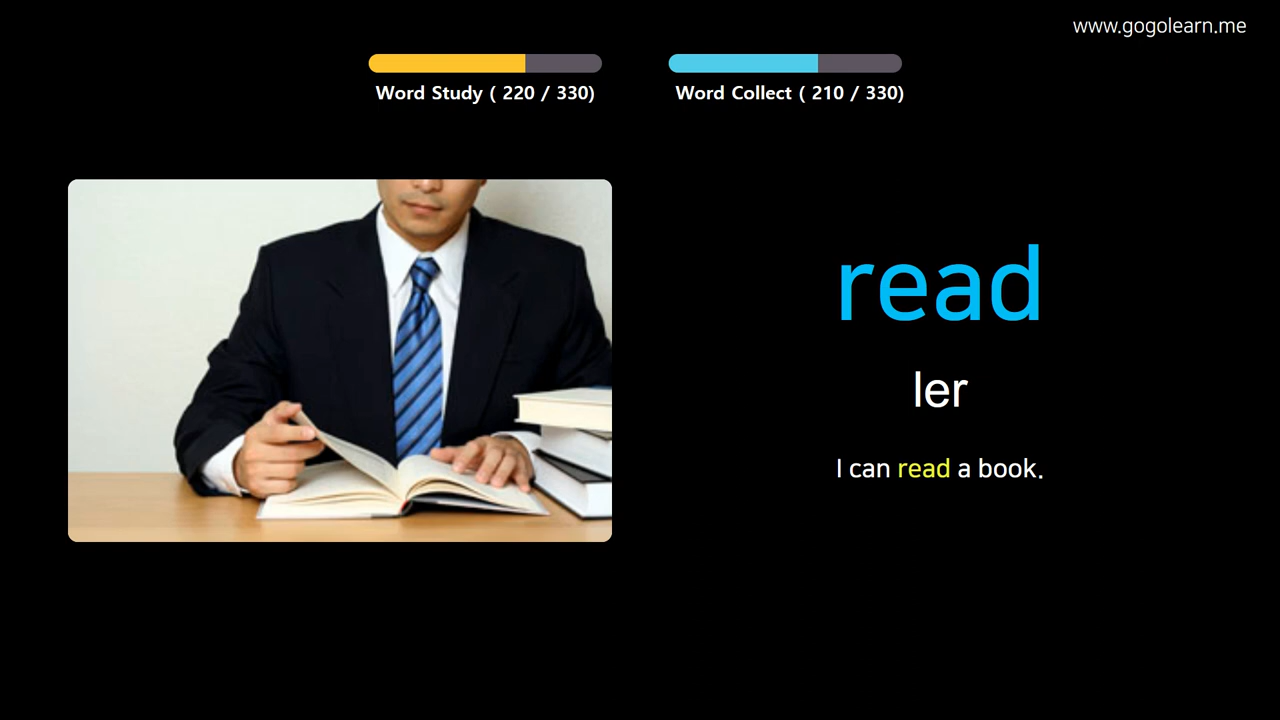 www.gogolearn.me
Word Study ( 220 / 330)
Word Collect ( 210 / 330)
read
ler
I can read a book.